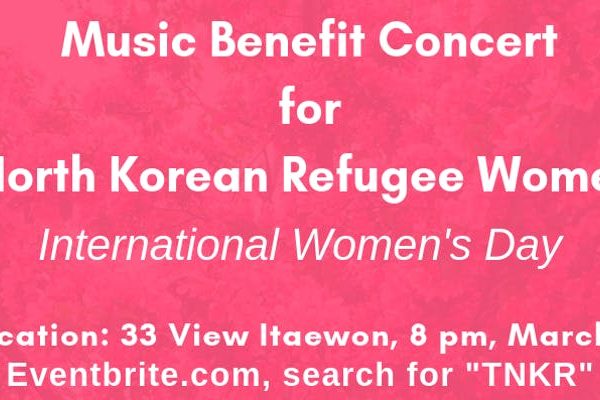 Music Benefit Concert
for
North Korean Refugee Wome
International Women's Day
cation: 33 View Itaewon, 8 pm, March
Eventbrite.com, search for "TNKR"